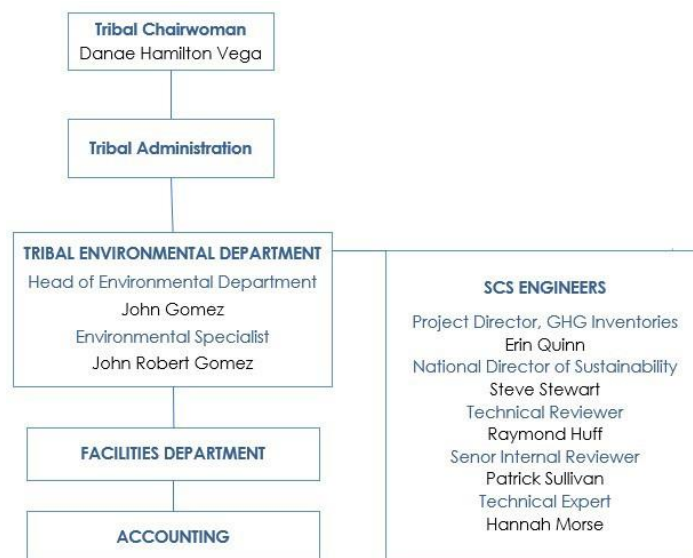 Tribal Chairwoman
Danae Hamilton Vega
Tribal Administration
TRIBAL ENVIRONMENTAL DEPARTMENT
Head of Environmental Department
John Gomez
Environmental Specialist
John Robert Gomez
SCS ENGINEERS
Project Director, GHG Inventories
Erin Quinn
National Director of Sustainability
Steve Stewart
Technical Reviewer
Raymond Huff
Senor Internal Reviewer
Patrick Sullivan
Technical Expert
Hannah Morse
FACILITIES DEPARTMENT
ACCOUNTING